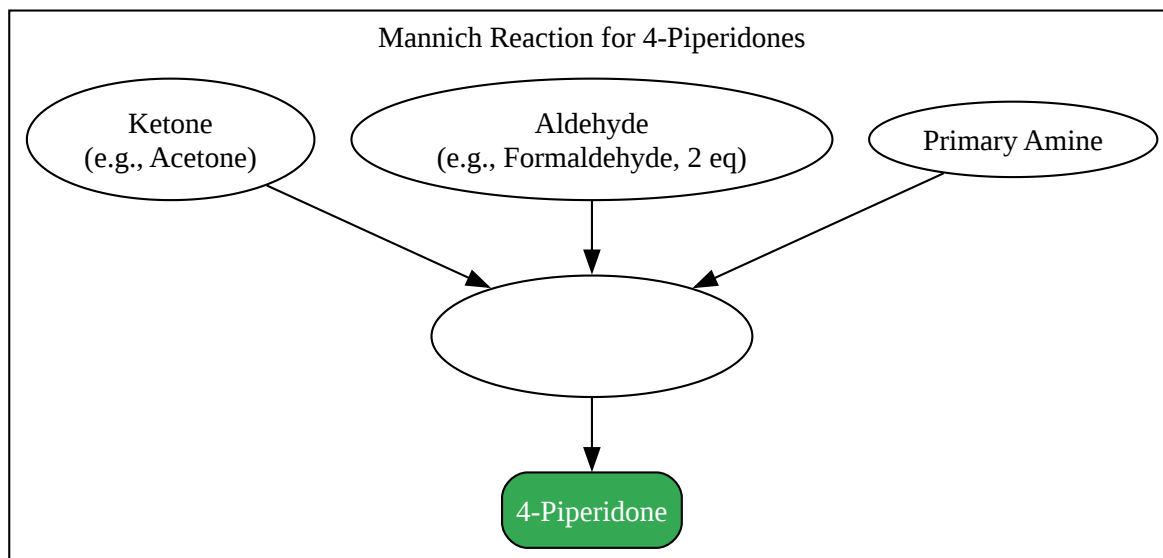 Mannich Reaction for 4-Piperidones
Ketone
(e.g., Acetone)
Aldehyde
(e.g., Formaldehyde, 2 eq)
Primary Amine
4-Piperidone